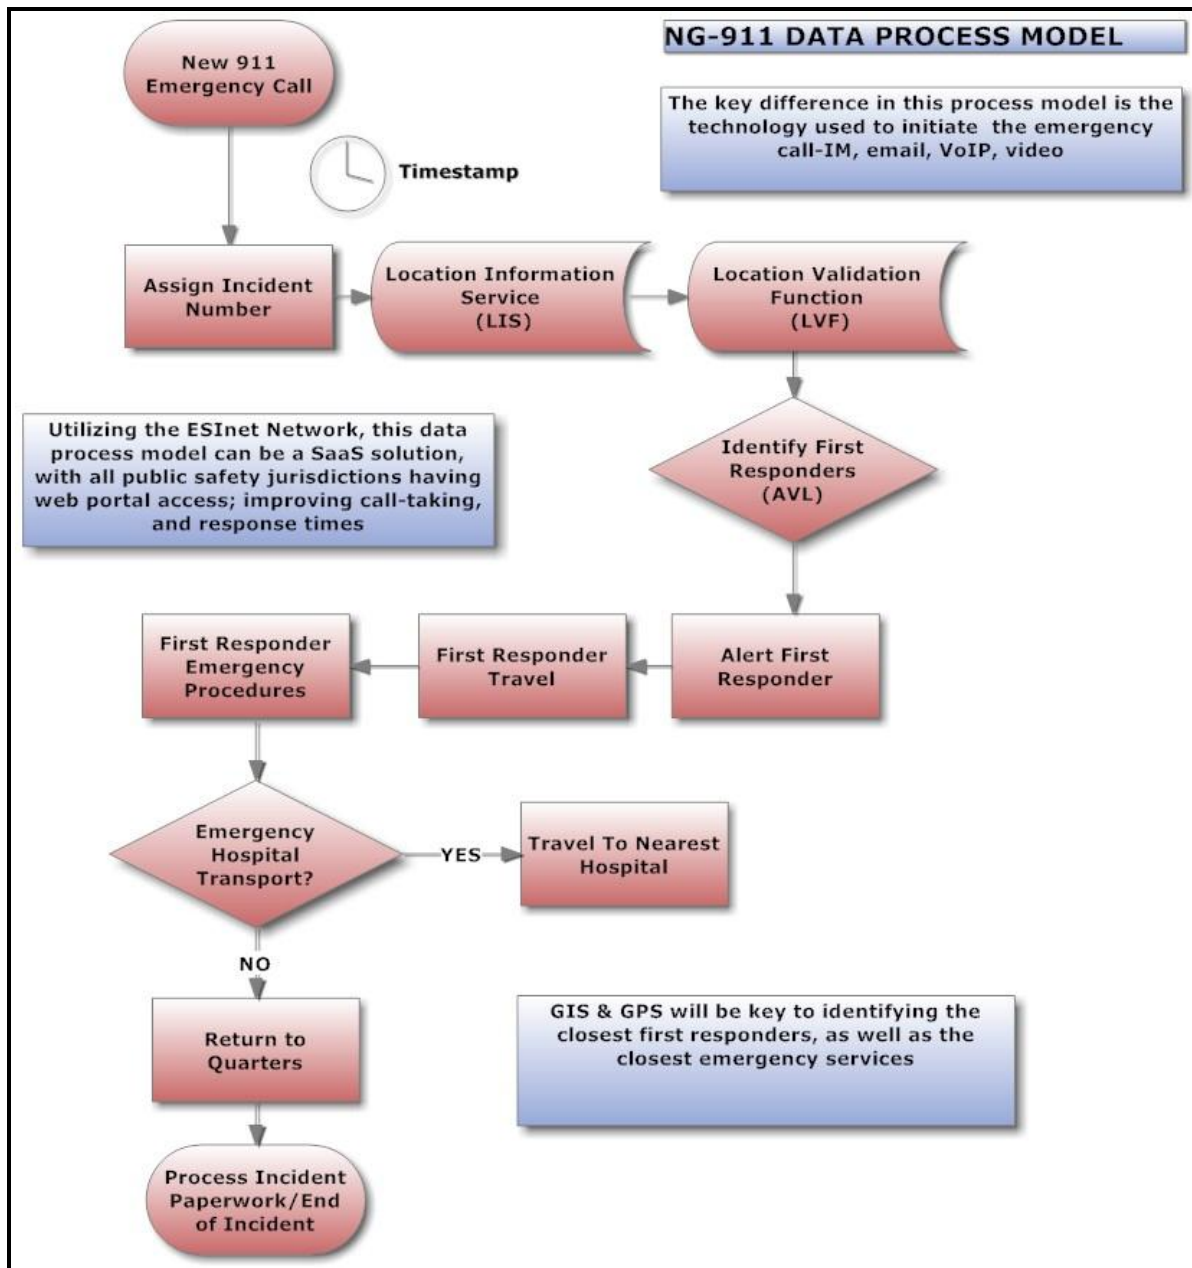 New 911
Emergency Call
NG-911 DATA PROCESS MODEL
The key difference in this process model is the
technology used to initiate the emergency
call-IM, email, VoIP, video
Timestamp
Assign Incident
Number
Location Information
Service
(LIS)
Location Validation
Function
(LVF)
Utilizing the ESInet Network, this data
process model can be a SaaS solution,
with all public safety jurisdictions having
web portal access; improving call-taking,
and response times
Identify First
Responders
(AVL)
First Responder
Emergency
Procedures
First Responder
Travel
Alert First
Responder
Emergency
Hospital
Transport?
YES
Travel To Nearest
Hospital
NO
Return to
Quarters
GIS & GPS will be key to identifying the
closest first responders, as well as the
closest emergency services
Process Incident
Paperwork/End
of Incident